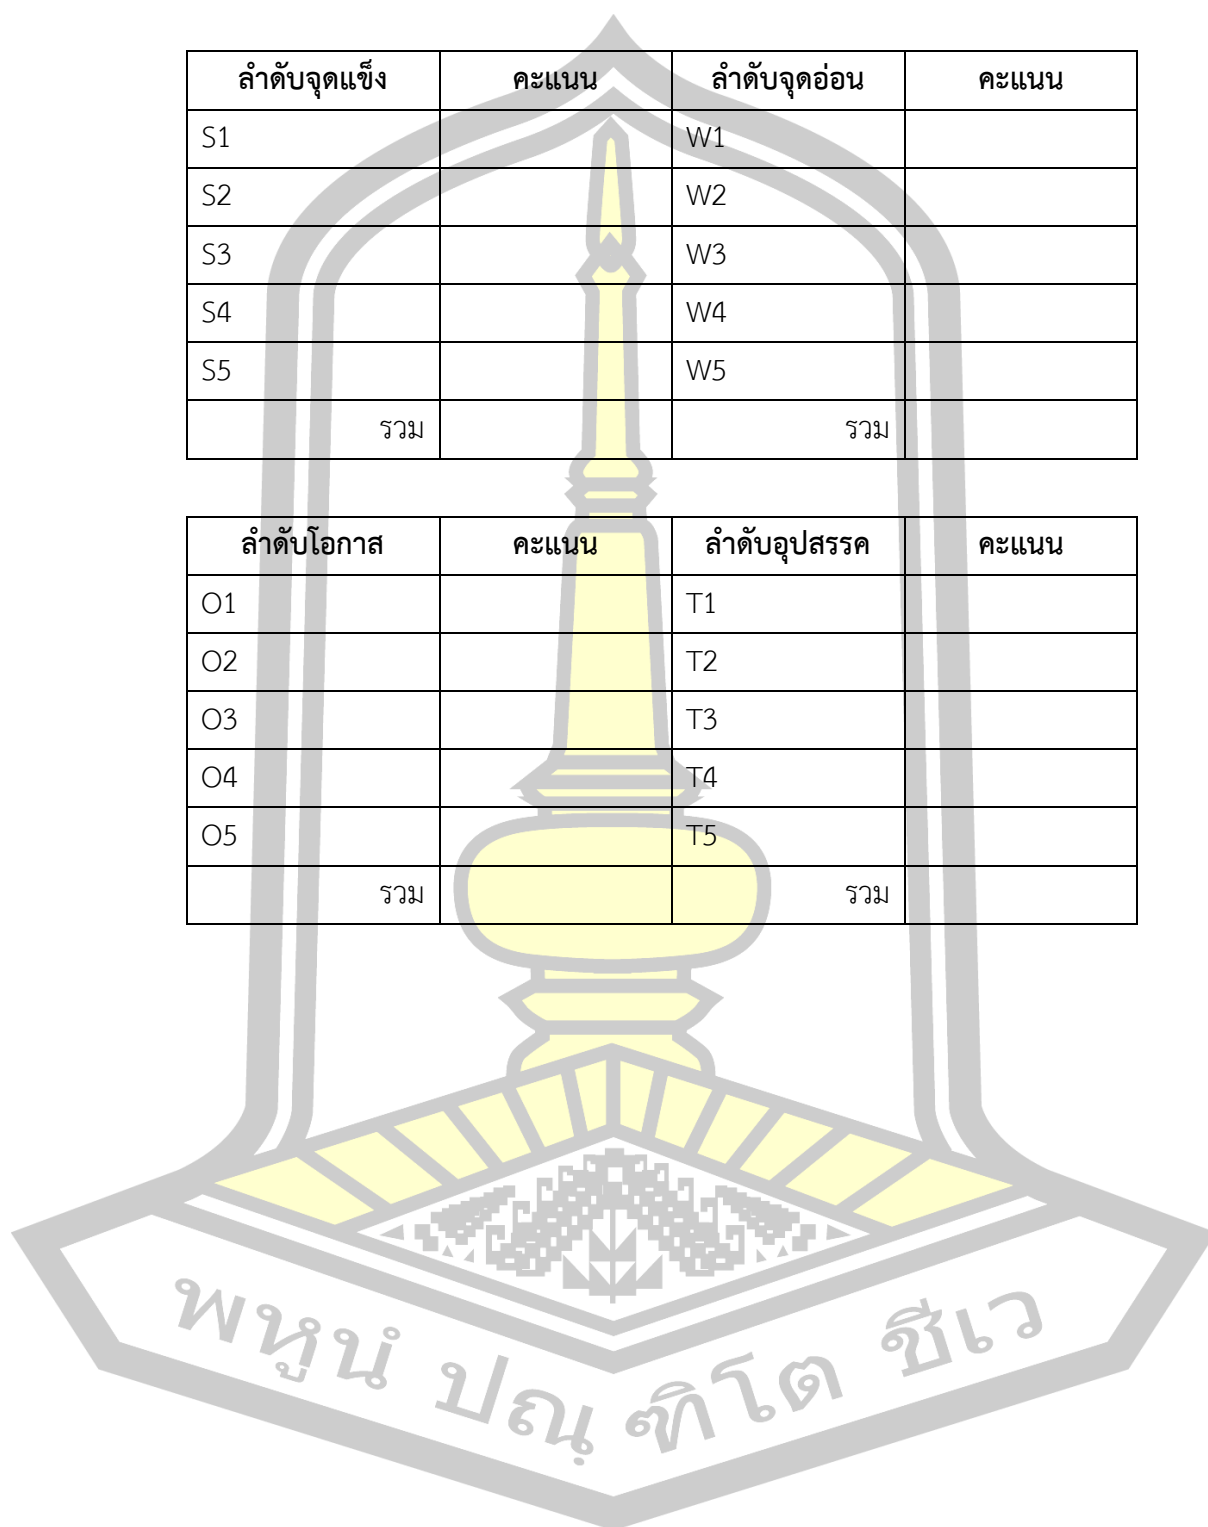 ลำดับจุดแข็ง คะแนน ลำดับจุดอ่อน คะแนน
S1 W1
S2 W2
S3 W3
S4 W4
S5 W5
รวม รวม
ลำดับโอกาส คะแนน ลำดับอุปสรรค คะแนน
O1 T1
O2 T2
O3 T3
O4 T4
O5 T5
รวม รวม
พหูนํ ปณฺฑิโต ชีเว